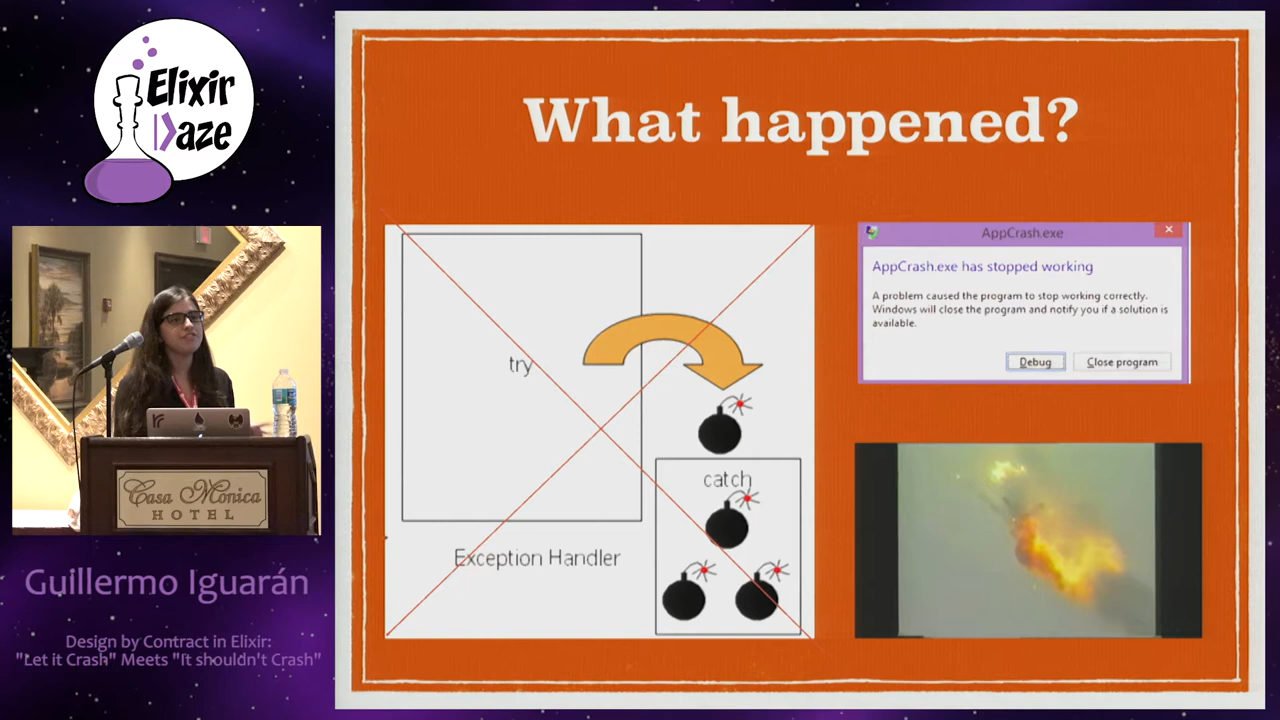 Elixir
Daze
What happened?
try
catch
Exception Handler
AppCrash.exe
AppCrash.exe has stopped working
A problem caused the program to stop working correctly.
Windows will close the program and notify you if a solution is
available.
Debug
Close program
Casa Monica
HOTEL
Guillermo Iguarán
Design by Contract in Elixir:
"Let it Crash" Meets "It shouldn't Crash"